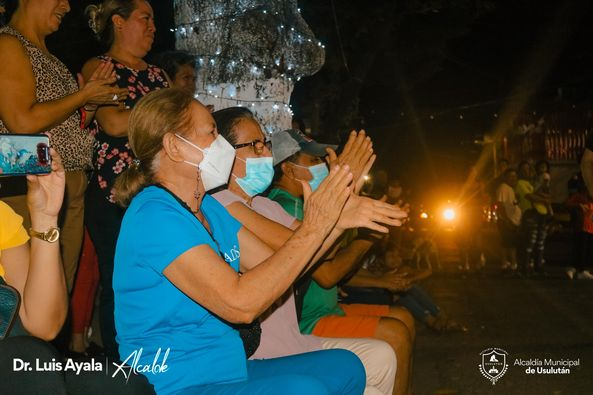 Dr. Luis Ayala | Alcalde
Alcaldía Municipal
de Usulután